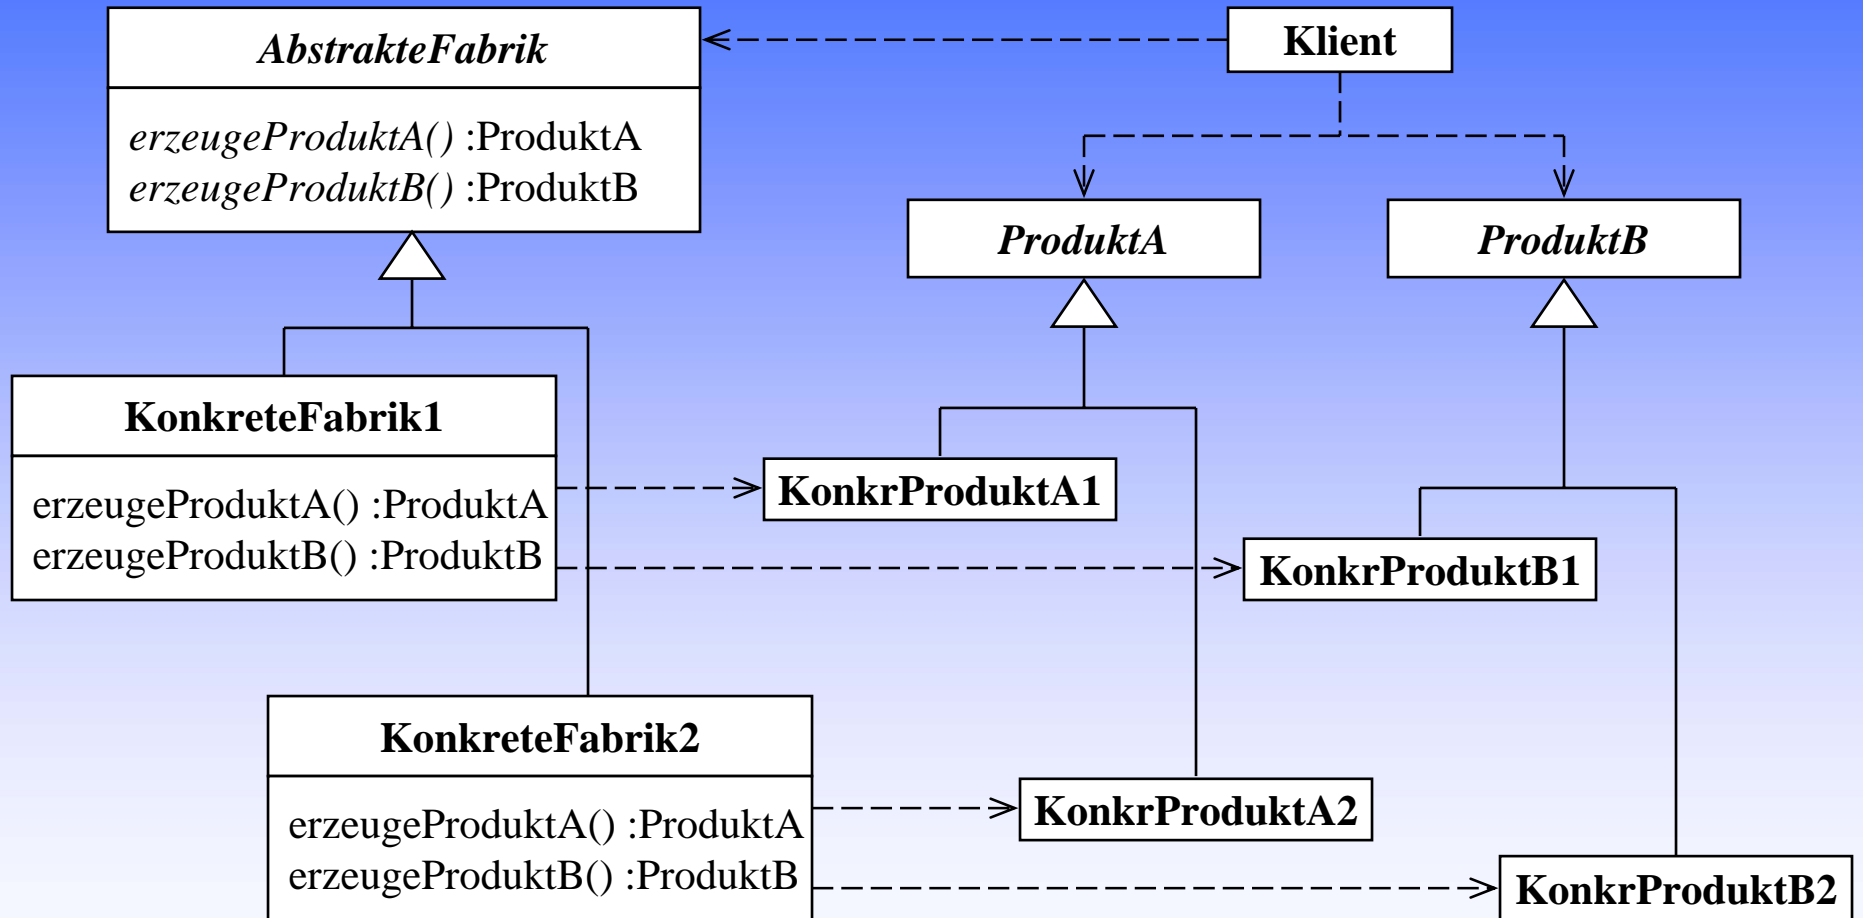 AbstrakteFabrik
erzeugeProduktA() :ProduktA
erzeugeProduktB() :ProduktB
Klient
ProduktA
ProduktB
KonkreteFabrik1
erzeugeProduktA() :ProduktA
erzeugeProduktB() :ProduktB
KonkrProduktA1
KonkrProduktB1
KonkreteFabrik2
erzeugeProduktA() :ProduktA
erzeugeProduktB() :ProduktB
KonkrProduktA2
KonkrProduktB2